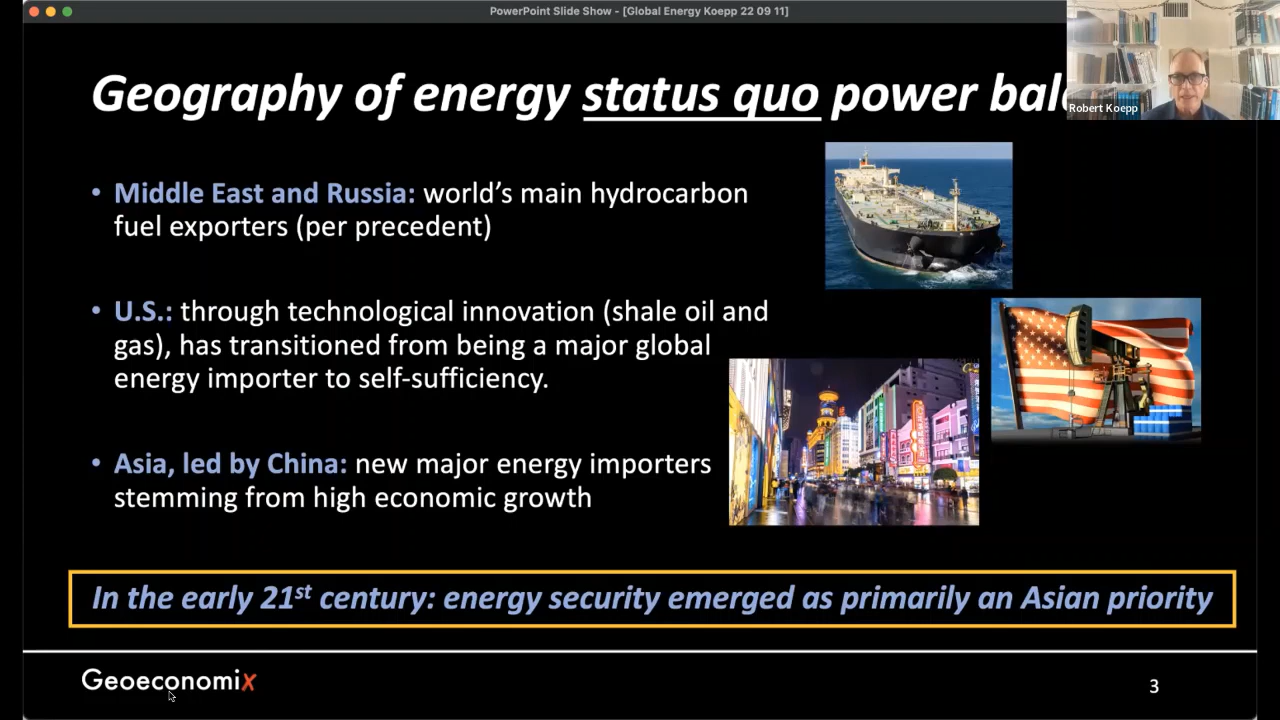 PowerPoint Slide Show - [Global Energy Koepp 22 09 11]
Geography of energy status quo power bal
Robert Koepp
• Middle East and Russia: world's main hydrocarbon
fuel exporters (per precedent)
• U.S.: through technological innovation (shale oil and
gas), has transitioned from being a major global
energy importer to self-sufficiency.
• Asia, led by China: new major energy importers
stemming from high economic growth
In the early 21st century: energy security emerged as primarily an Asian priority
Geoeconomix
3